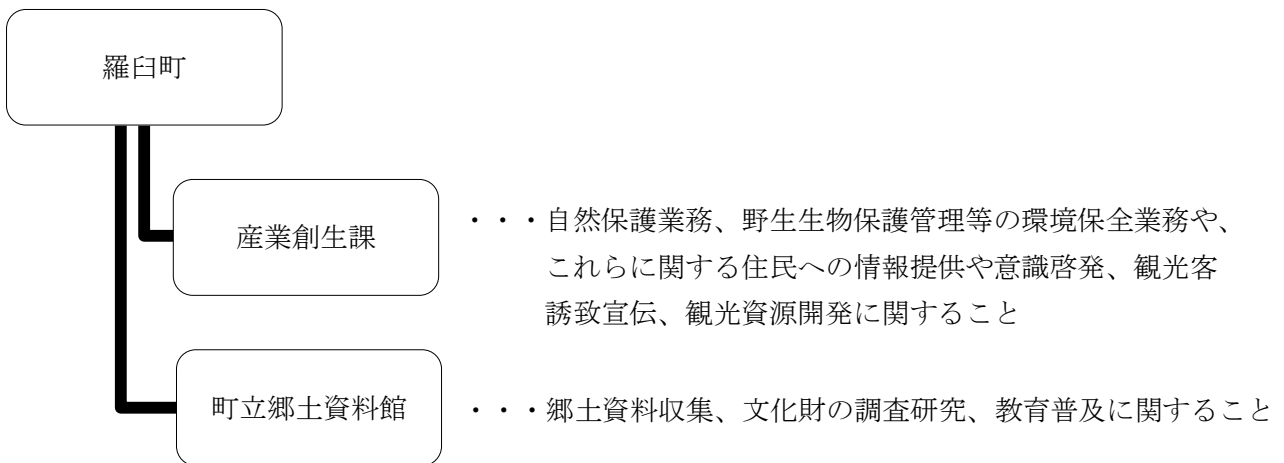 羅臼町
産業創生課
・・・自然保護業務、野生生物保護管理等の環境保全業務や、
これらに関する住民への情報提供や意識啓発、観光客
誘致宣伝、観光資源開発に関すること
町立郷土資料館
・・・郷土資料収集、文化財の調査研究、教育普及に関すること